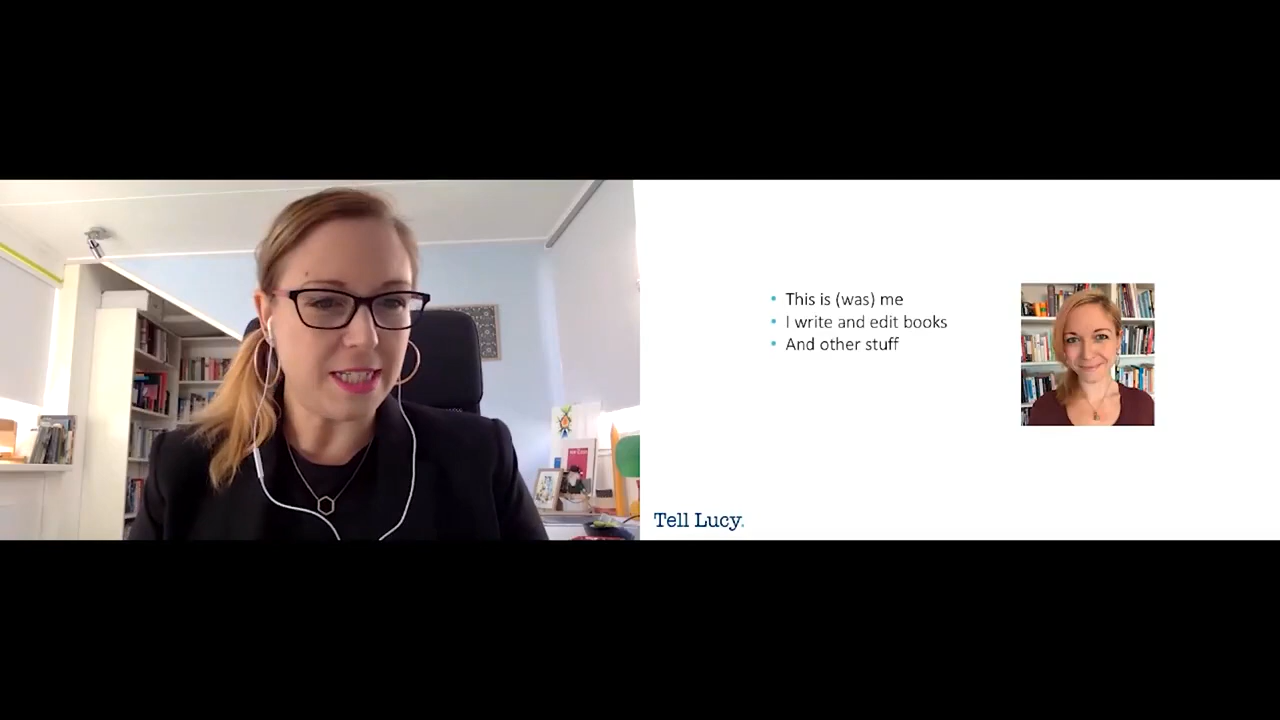 • This is (was) me
• I write and edit books
• And other stuff
Tell Lucy.